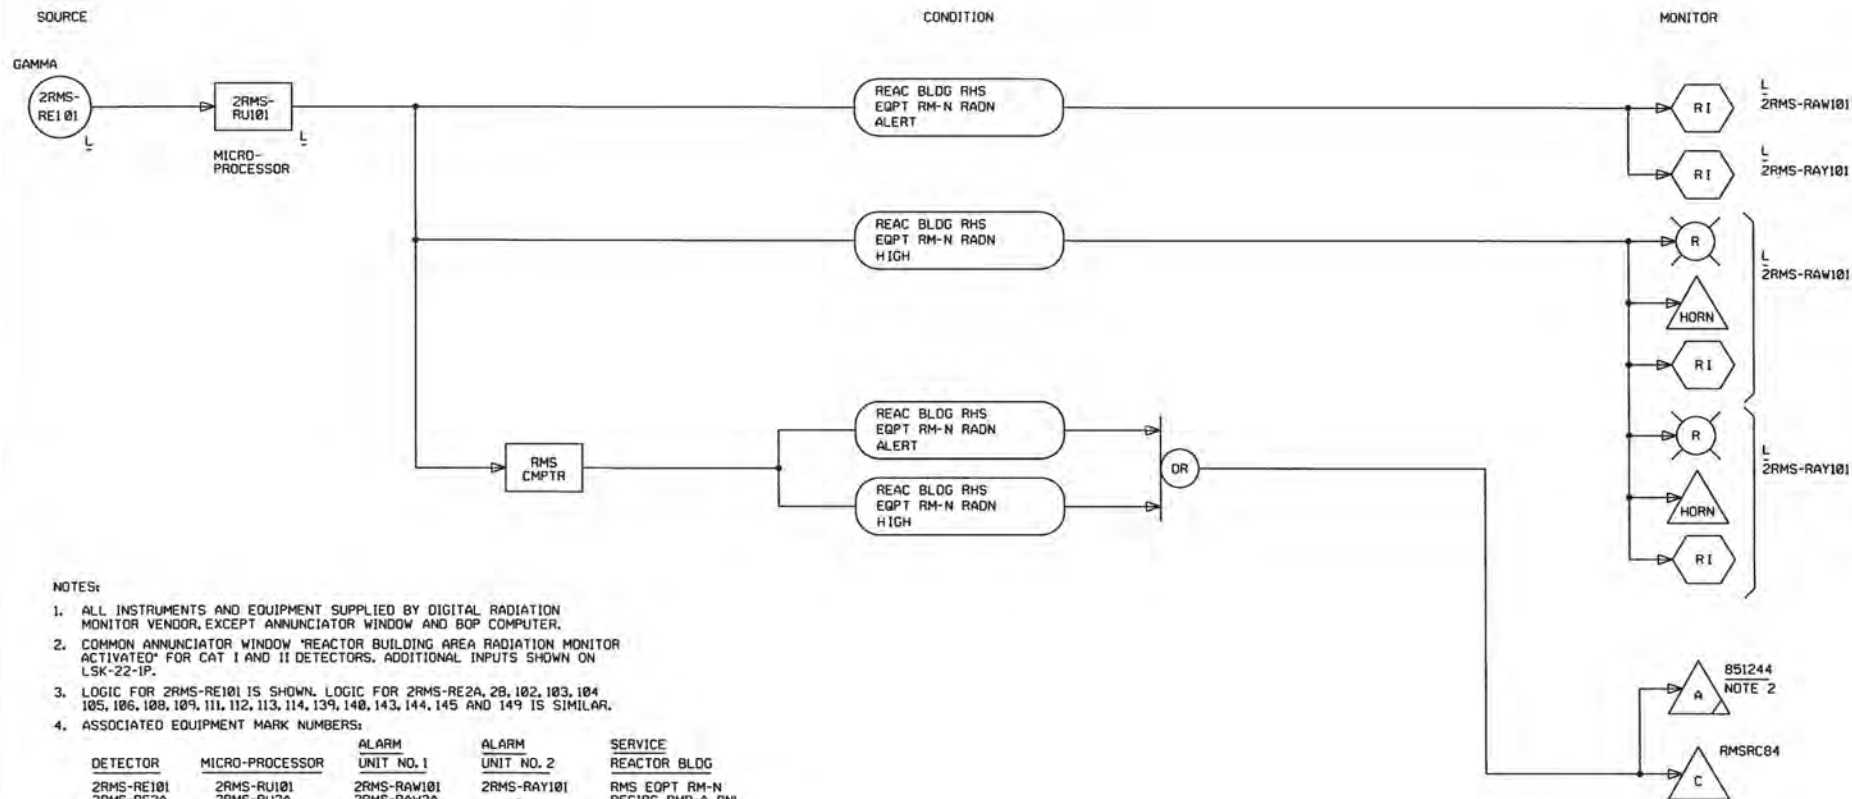 SOURCE
CONDITION
MONITOR
GAMMA
2RMS-
RE101
L
2RMS-
RU101
L
MICRO-
PROCESSOR
REAC BLDG RHS
EQPT RM-N RADN
ALERT
RI
L
2RMS-RAW101
RI
L
2RMS-RAY101
REAC BLDG RHS
EQPT RM-N RADN
HIGH
R
HORN
RI
L
2RMS-RAW101
RMS
CMPTR
REAC BLDG RHS
EQPT RM-N RADN
ALERT
REAC BLDG RHS
EQPT RM-N RADN
HIGH
OR
R
HORN
RI
L
2RMS-RAY101
A
851244
NOTE 2
C
RMSRC84
NOTES:
1. ALL INSTRUMENTS AND EQUIPMENT SUPPLIED BY DIGITAL RADIATION
MONITOR VENDOR, EXCEPT ANNUNCIATOR WINDOW AND BOP COMPUTER.
2. COMMON ANNUNCIATOR WINDOW "REACTOR BUILDING AREA RADIATION MONITOR
ACTIVATED" FOR CAT I AND II DETECTORS. ADDITIONAL INPUTS SHOWN ON
LSK-22-1P.
3. LOGIC FOR 2RMS-RE101 IS SHOWN. LOGIC FOR 2RMS-RE2A, 2B, 102, 103, 104
105, 106, 108, 109, 111, 112, 113, 114, 139, 140, 143, 144, 145 AND 149 IS SIMILAR.
4. ASSOCIATED EQUIPMENT MARK NUMBERS:
DETECTOR MICRO-PROCESSOR ALARM UNIT NO. 1 ALARM UNIT NO. 2 SERVICE REACTOR BLDG
2RMS-RE101 2RMS-RU101 2RMS-RAW101 2RMS-RAY101 RMS EQPT RM-N